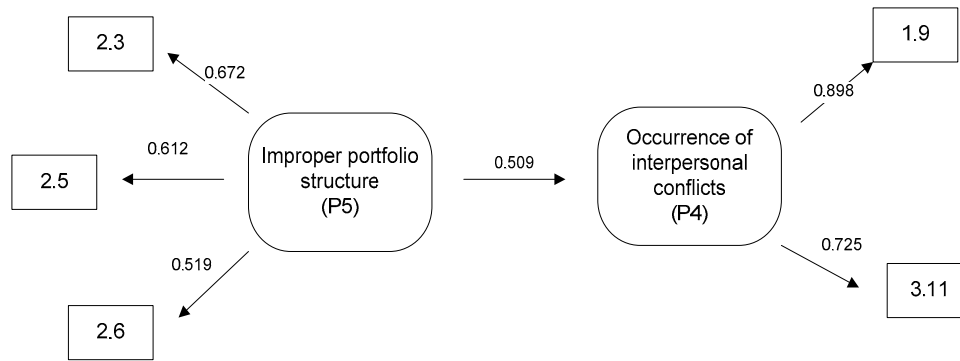 2.3
1.9
0.672
0.898
Improper portfolio
structure
(P5)
Occurrence of
interpersonal
conflicts
(P4)
0.612
0.509
2.5
0.519
0.725
2.6
3.11